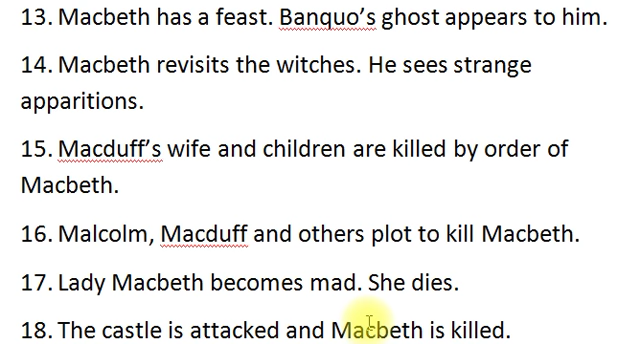 13. Macbeth has a feast. Banquo’s ghost appears to him.
14. Macbeth revisits the witches. He sees strange
apparitions.
15. Macduff’s wife and children are killed by order of
Macbeth.
16. Malcolm, Macduff and others plot to kill Macbeth.
17. Lady Macbeth becomes mad. She dies.
18. The castle is attacked and Macbeth is killed.